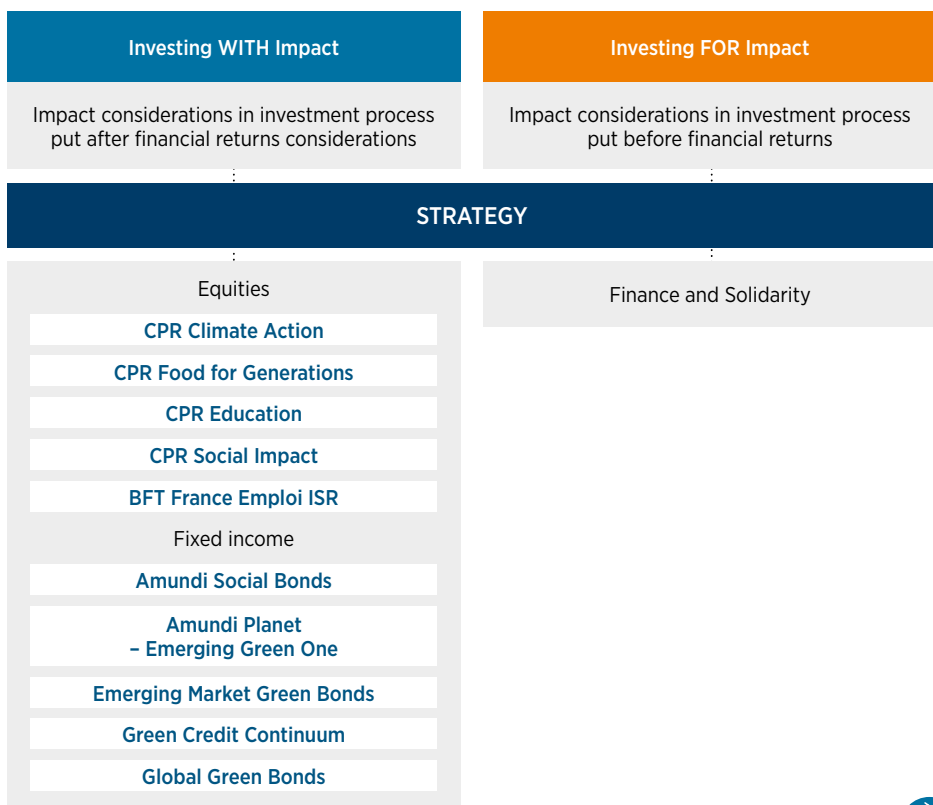 Investing WITH Impact
Impact considerations in investment process
put after financial returns considerations
Investing FOR Impact
Impact considerations in investment process
put before financial returns
STRATEGY
Equities
CPR Climate Action
CPR Food for Generations
CPR Education
CPR Social Impact
BFT France Emploi ISR
Fixed income
Amundi Social Bonds
Amundi Planet
– Emerging Green One
Emerging Market Green Bonds
Green Credit Continuum
Global Green Bonds
Finance and Solidarity